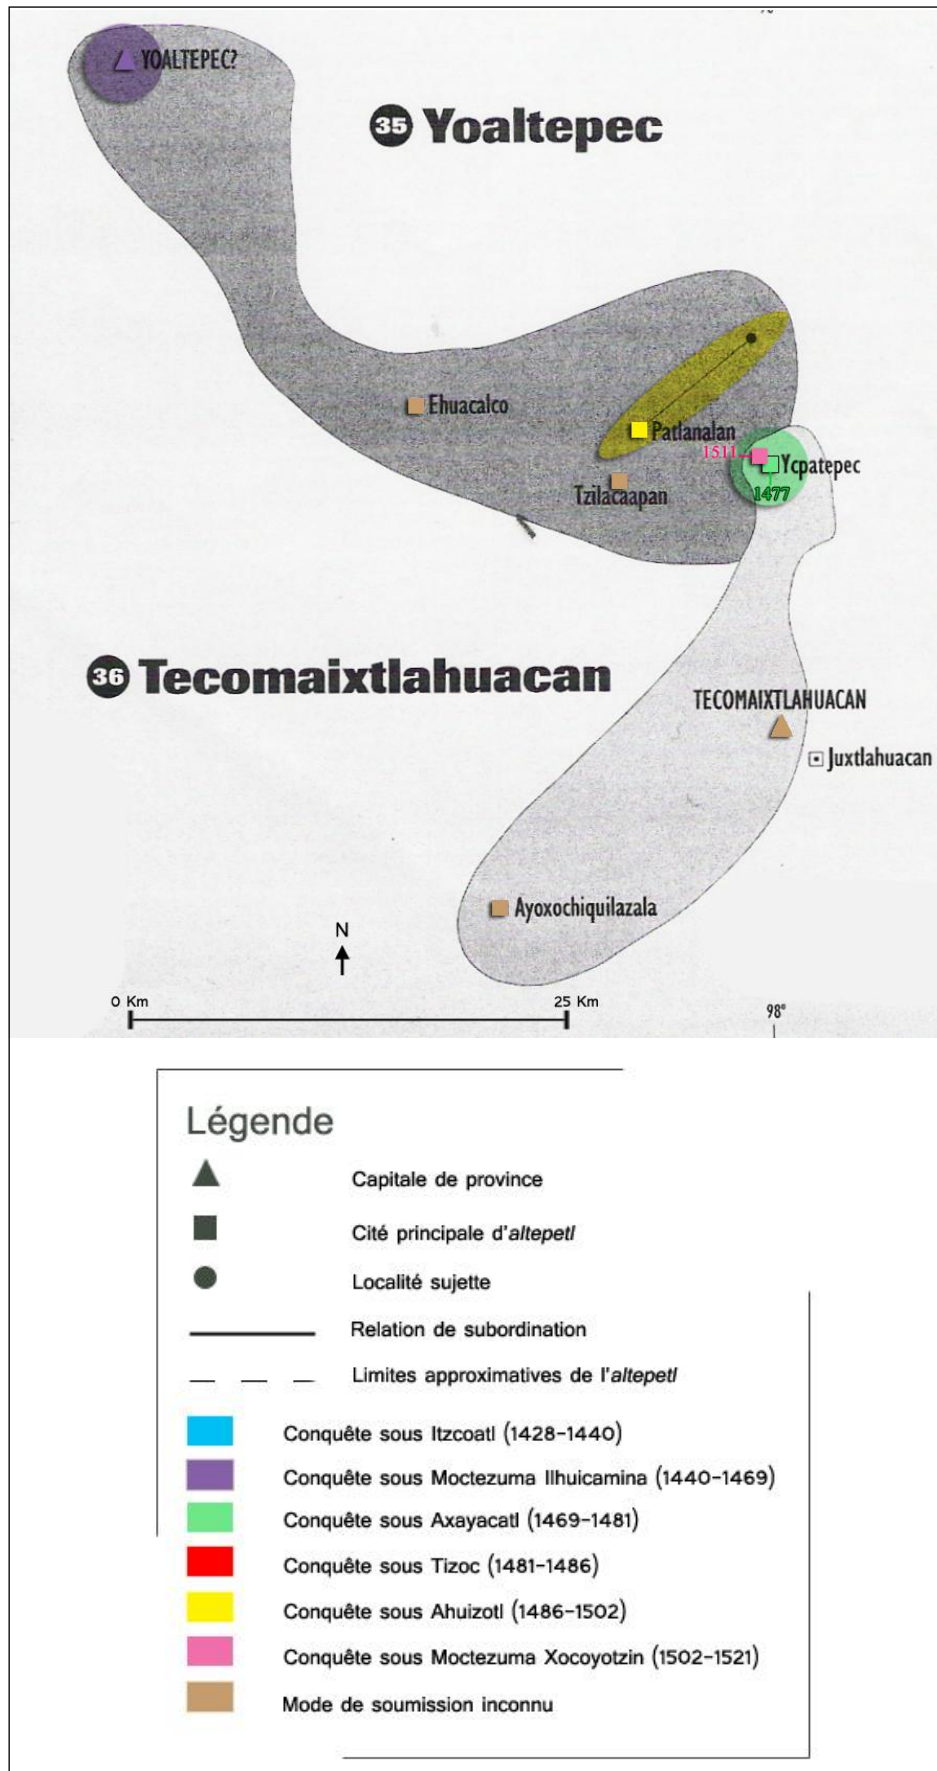 YOALTEPEC?
35 Yoaltepec
Ehuacalco
Patlanalan
1511
Ycpatepec
Tzilacaapan
1477
36 Tecomaixtlahuacan
TECOMAIXTLAHUACAN
Juxtlahuacan
Ayoxochiquilazala
N
0 Km
25 Km
98°
Légende
Capitale de province
Cité principale d'altepetl
Localité sujette
Relation de subordination
Limites approximatives de l'altepetl
Conquête sous Itzcoatl (1428-1440)
Conquête sous Moctezuma Ilhuicamina (1440-1469)
Conquête sous Axayacatl (1469-1481)
Conquête sous Tizoc (1481-1486)
Conquête sous Ahuizotl (1486-1502)
Conquête sous Moctezuma Xocoyotzin (1502-1521)
Mode de soumission inconnu